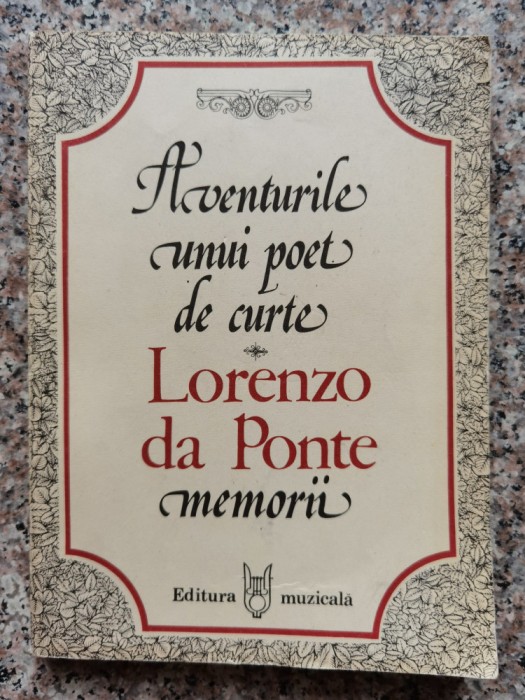 Aventurile
unui poet
de curte
Lorenzo
da Ponte
memorii
Editura muzicală